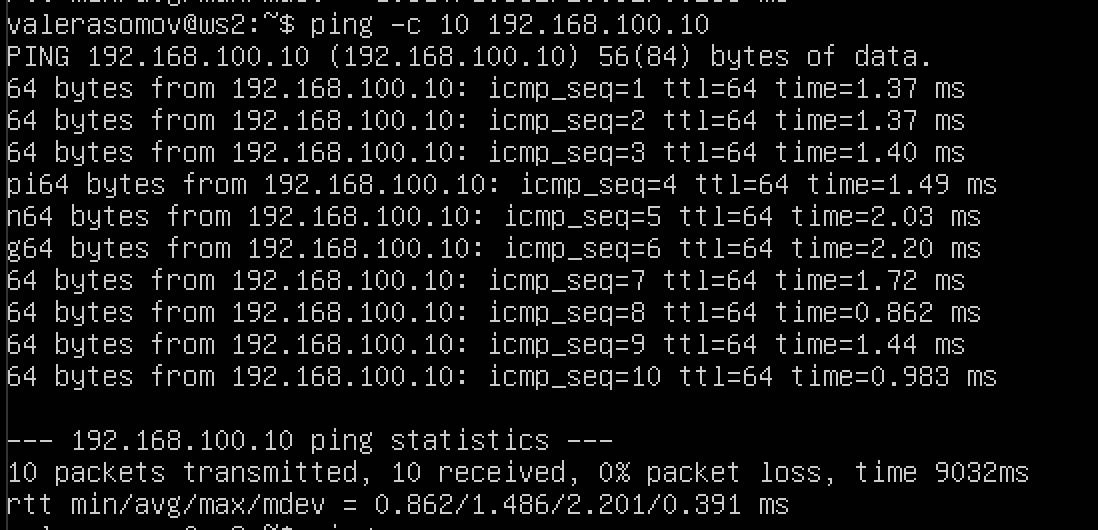 valerasomov@ws2:~$ ping -c 10 192.168.100.10
PING 192.168.100.10 (192.168.100.10) 56(84) bytes of data.
64 bytes from 192.168.100.10: icmp_seq=1 ttl=64 time=1.37 ms
64 bytes from 192.168.100.10: icmp_seq=2 ttl=64 time=1.37 ms
64 bytes from 192.168.100.10: icmp_seq=3 ttl=64 time=1.40 ms
pi64 bytes from 192.168.100.10: icmp_seq=4 ttl=64 time=1.49 ms
n64 bytes from 192.168.100.10: icmp_seq=5 ttl=64 time=2.03 ms
g64 bytes from 192.168.100.10: icmp_seq=6 ttl=64 time=2.20 ms
64 bytes from 192.168.100.10: icmp_seq=7 ttl=64 time=1.72 ms
64 bytes from 192.168.100.10: icmp_seq=8 ttl=64 time=0.862 ms
64 bytes from 192.168.100.10: icmp_seq=9 ttl=64 time=1.44 ms
64 bytes from 192.168.100.10: icmp_seq=10 ttl=64 time=0.983 ms
--- 192.168.100.10 ping statistics ---
10 packets transmitted, 10 received, 0% packet loss, time 9032ms
rtt min/avg/max/mdev = 0.862/1.486/2.201/0.391 ms